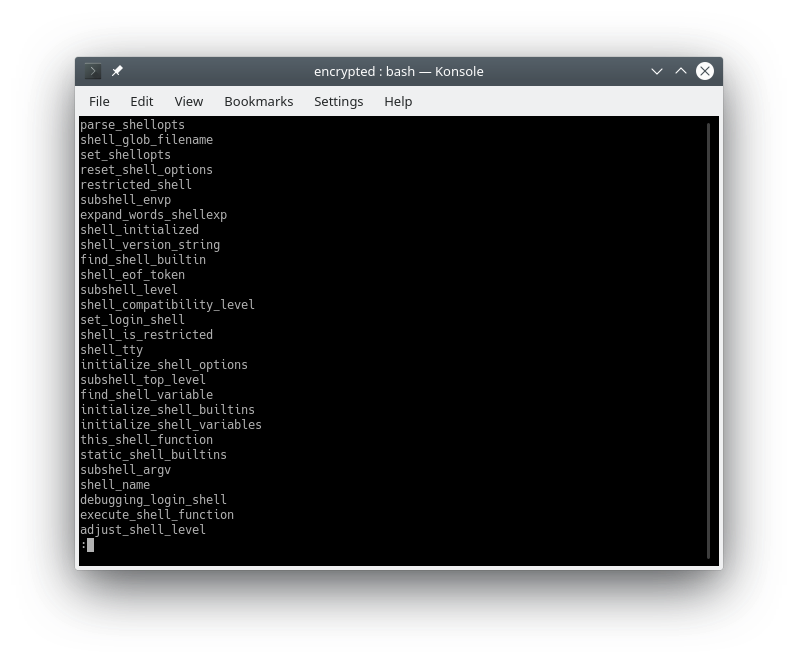 encrypted : bash — Konsole
File Edit View Bookmarks Settings Help
parse_shellopts
shell_glob_filename
set_shellopts
reset_shell_options
restricted_shell
subshell_envp
expand_words_shellexp
shell_initialized
shell_version_string
find_shell_builtin
shell_eof_token
subshell_level
shell_compatibility_level
set_login_shell
shell_is_restricted
shell_tty
initialize_shell_options
subshell_top_level
find_shell_variable
initialize_shell_builtins
initialize_shell_variables
this_shell_function
static_shell_builtins
subshell_argv
shell_name
debugging_login_shell
execute_shell_function
adjust_shell_level
: